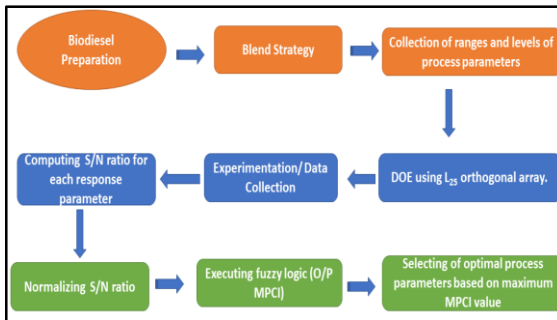 Biodiesel
Preparation
Blend Strategy
Collection of ranges and levels of
process parameters
DOE using L25 orthogonal array.
Experimentation/ Data
Collection
Computing S/N ratio for
each response
parameter
Normalizing S/N ratio
Executing fuzzy logic (O/P
MPCI)
Selecting of optimal process
parameters based on maximum
MPCI value